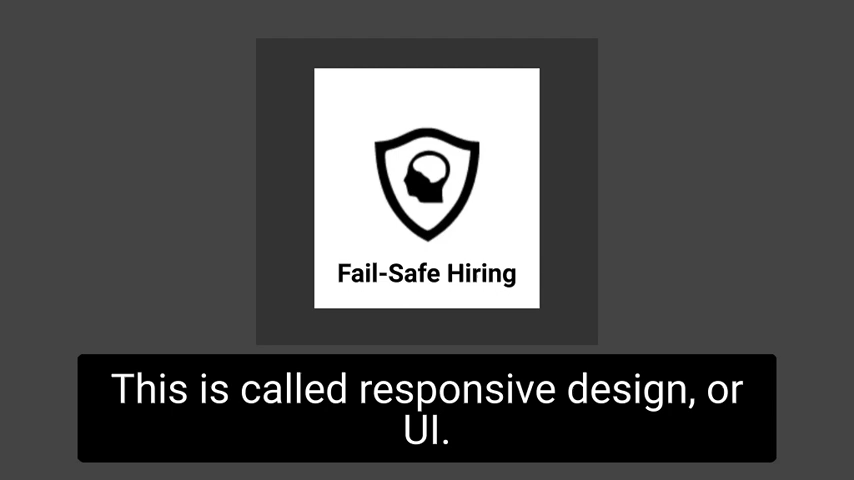 Fail-Safe Hiring
This is called responsive design, or
UI.